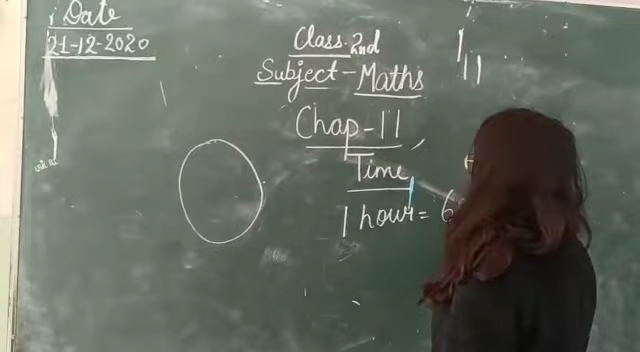 Date
21-12-2020
Class-2nd
Subject-Maths
Chap-11
Time
1 hour = 6